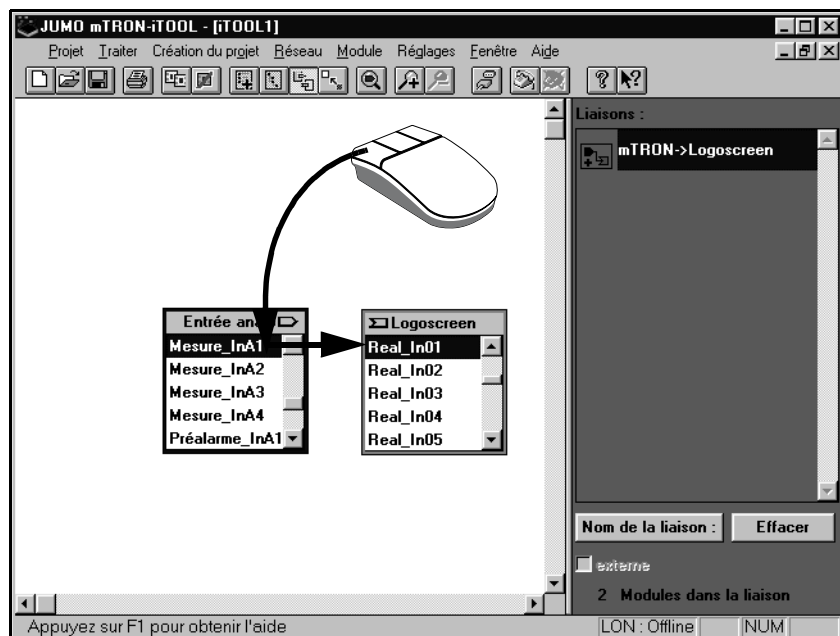 JUMO mTRON-iTOOL - [iTOOL1]
Projet Traiter Création du projet Réseau Module Réglages Fenêtre Aide
Liaisons :
mTRON->Logoscreen
Entrée ana
Mesure_InA1
Mesure_InA2
Mesure_InA3
Mesure_InA4
Préalarme_InA1
Logoscreen
Real_In01
Real_In02
Real_In03
Real_In04
Real_In05
Nom de la liaison : Effacer
externe
2 Modules dans la liaison
Appuyez sur F1 pour obtenir l'aide LON : Offline NUM